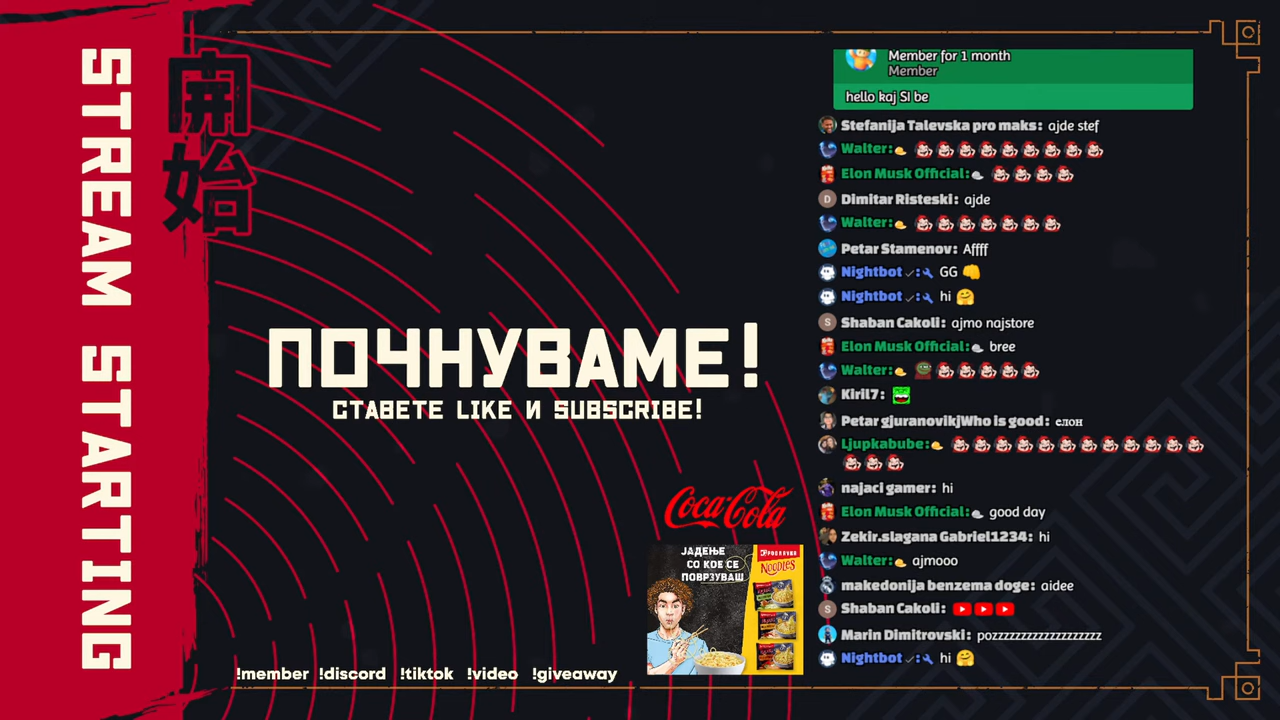 STREAM STARTING
開始
ПОЧНУВАМЕ!
СТАВЕТЕ LIKE И SUBSCRIBE!
Coca-Cola
ЈАДЕЊЕ
СО КОЕ СЕ
ПОВРЗУВАШ
NOODLES
!member !discord !tiktok !video !giveaway
Member for 1 month
Member
hello kaj SI be
Stefanija Talevska pro maks: ajde stef
Walter:
Elon Musk Official:
D Dimitar Risteski: ajde
Walter:
Petar Stamenov: Affff
Nightbot ✓: GG 👊
Nightbot ✓: hi 🤗
S Shaban Cakoli: ajmo najstore
Elon Musk Official: bree
Walter:
Kiril7:
Petar gjuranovikjWho is good: елон
Ljupkabube:
najaci gamer: hi
Elon Musk Official: good day
Zekir.slagana Gabriel1234: hi
Walter: ajmooo
makedonija benzema doge: aidee
S Shaban Cakoli:
Marin Dimitrovski: pozzzzzzzzzzzzzzzzzzzz
Nightbot ✓: hi 🤗